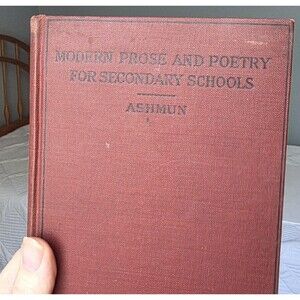 MODERN PROSE AND POETRY
FOR SECONDARY SCHOOLS
ASHMUN